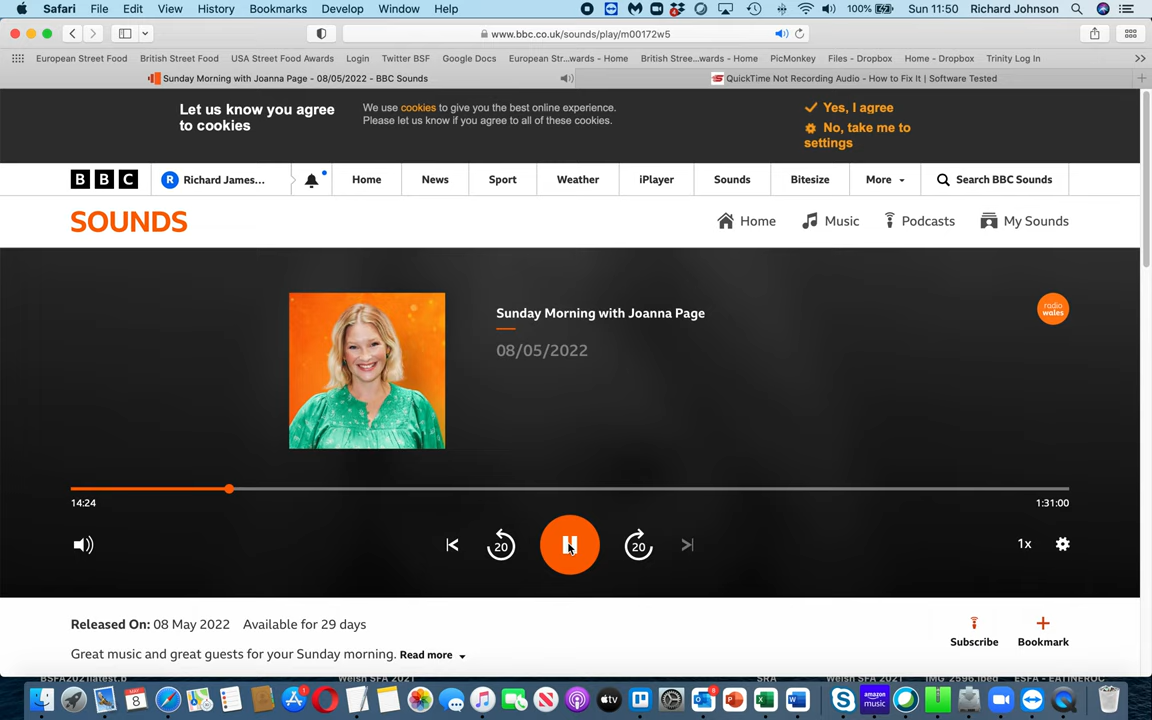 Safari File Edit View History Bookmarks Develop Window Help 100% Sun 11:50 Richard Johnson
www.bbc.co.uk/sounds/play/m00172w5
European Street Food British Street Food USA Street Food Awards Login Twitter BSF Google Docs European Str...wards - Home British Stree...wards - Home PicMonkey Files - Dropbox Home - Dropbox Trinity Log In
Sunday Morning with Joanna Page - 08/05/2022 - BBC Sounds QuickTime Not Recording Audio - How to Fix It | Software Tested
Let us know you agree
to cookies
We use cookies to give you the best online experience.
Please let us know if you agree to all of these cookies.
Yes, I agree
No, take me to
settings
BBC R Richard James... Home News Sport Weather iPlayer Sounds Bitesize More Search BBC Sounds
SOUNDS Home Music Podcasts My Sounds
Sunday Morning with Joanna Page
radio
wales
08/05/2022
14:24 1:31:00
20 20 1x
Released On: 08 May 2022 Available for 29 days
Subscribe Bookmark
Great music and great guests for your Sunday morning. Read more